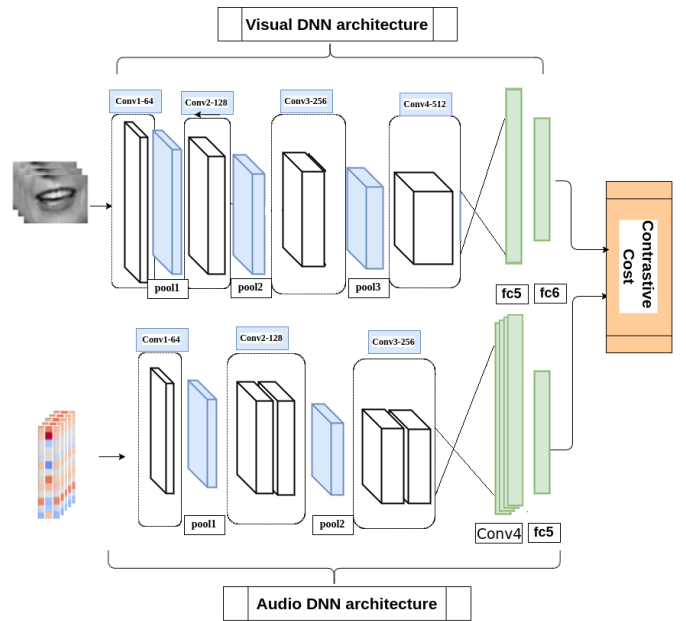 Visual DNN architecture
Conv1-64
Conv2-128
Conv3-256
Conv4-512
pool1
pool2
pool3
fc5
fc6
Contrastive
Cost
Conv1-64
Conv2-128
Conv3-256
pool1
pool2
Conv4
fc5
Audio DNN architecture